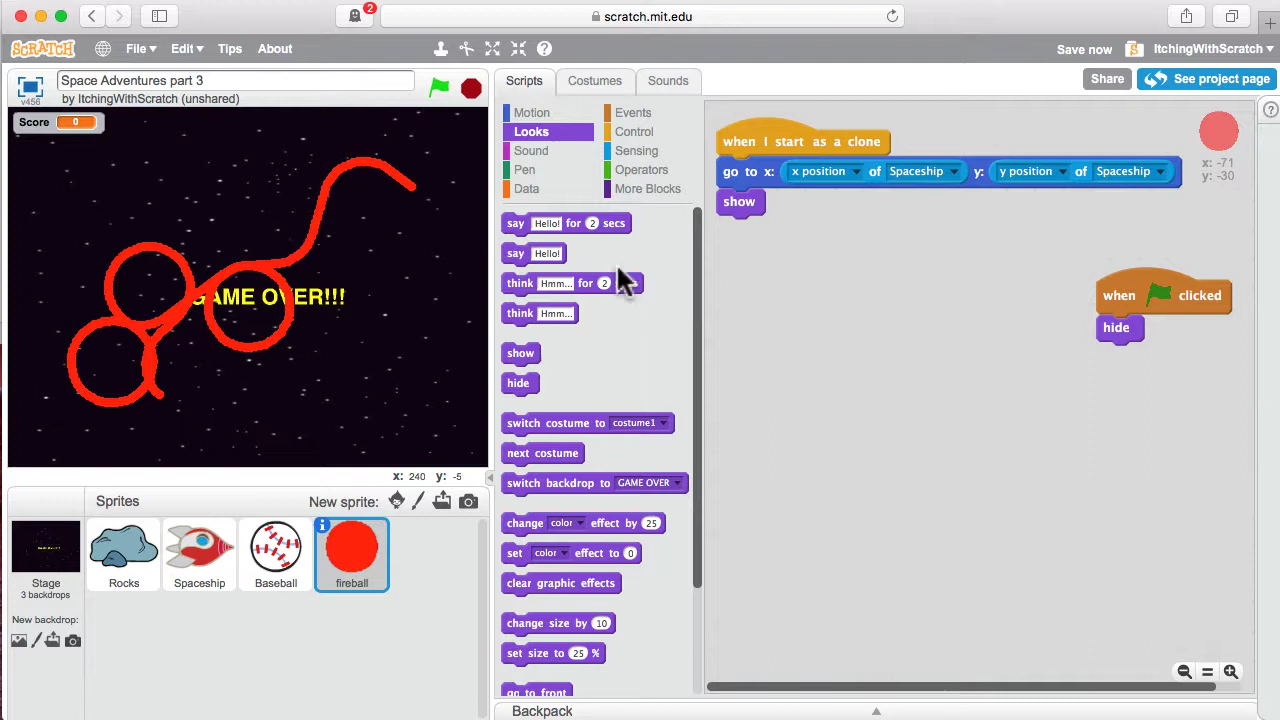 2
scratch.mit.edu
SCRATCH
File
Edit
Tips
About
Save now
ItchingWithScratch
Space Adventures part 3
by ItchingWithScratch (unshared)
v456
Scripts
Costumes
Sounds
Share
See project page
Score 0
GAME OVER!!!
x: 240 y: -5
Motion
Looks
Sound
Pen
Data
Events
Control
Sensing
Operators
More Blocks
say Hello! for 2 secs
say Hello!
think Hmm... for 2
think Hmm...
show
hide
switch costume to costume1
next costume
switch backdrop to GAME OVER
change color effect by 25
set color effect to 0
clear graphic effects
change size by 10
set size to 25 %
go to front
when I start as a clone
go to x: x position of Spaceship y: y position of Spaceship
show
when clicked
hide
x: -71
y: -30
?
Sprites
New sprite:
Stage
3 backdrops
New backdrop:
Rocks
Spaceship
Baseball
i
fireball
Backpack